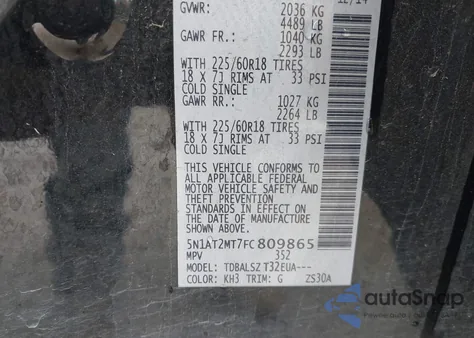 12/14
GVWR: 2036 KG
4489 LB
GAWR FR.: 1040 KG
2293 LB
WITH 225/60R18 TIRES
18 X 7J RIMS AT 33 PSI
COLD SINGLE
GAWR RR.: 1027 KG
2264 LB
WITH 225/60R18 TIRES
18 X 7J RIMS AT 33 PSI
COLD SINGLE
THIS VEHICLE CONFORMS TO
ALL APPLICABLE FEDERAL
MOTOR VEHICLE SAFETY AND
THEFT PREVENTION
STANDARDS IN EFFECT ON
THE DATE OF MANUFACTURE
SHOWN ABOVE.
5N1AT2MT7FC809865
MPV 352
MODEL: TDBALSZ T32EUA---
COLOR: KH3 TRIM: G ZS30A
autoSnap